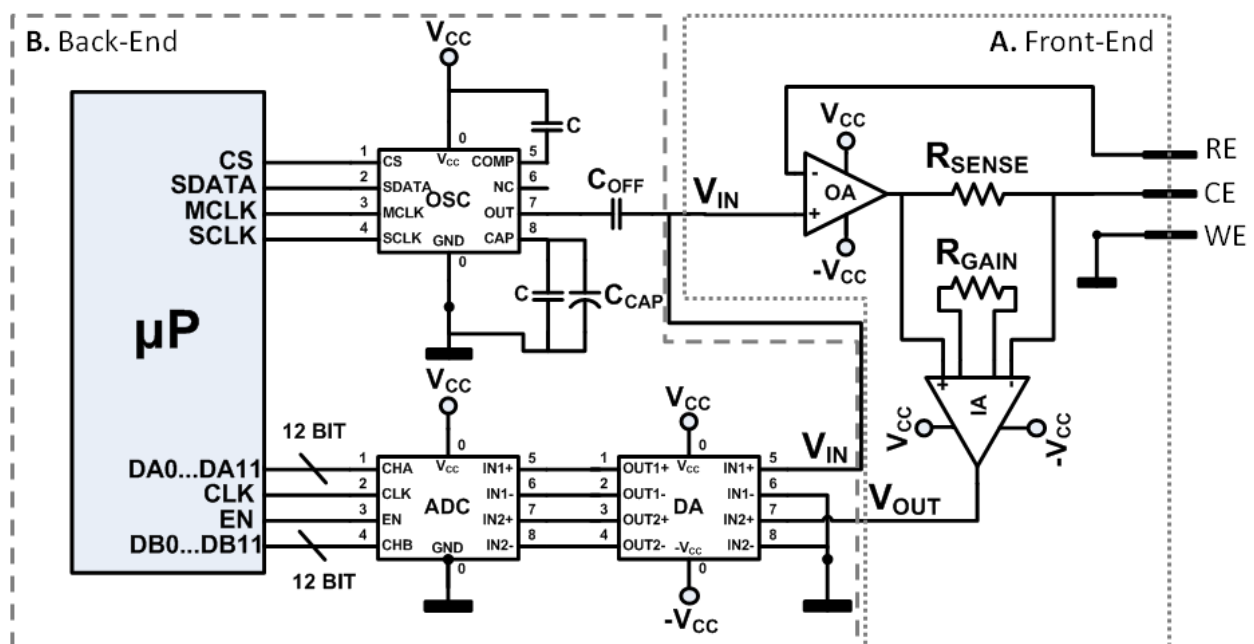 B. Back-End
A. Front-End
VCC
C
CS
SDATA
MCLK
SCLK
1
2
3
4
CS
SDATA
MCLK
SCLK
0
VCC
OSC
GND
0
COMP
NC
OUT
CAP
5
6
7
8
COFF
C
CCAP
VIN
VCC
-
+
OA
-VCC
RSENSE
RGAIN
RE
CE
WE
+
-
IA
VCC
-VCC
µP
DA0...DA11
CLK
EN
DB0...DB11
12 BIT
12 BIT
1
2
3
4
VCC
0
CHA
CLK
EN
CHB
VCC
ADC
GND
0
IN1+
IN1-
IN2+
IN2-
5
6
7
8
1
2
3
4
VCC
0
OUT1+
OUT1-
OUT2+
OUT2-
VCC
DA
-VCC
0
-VCC
IN1+
IN1-
IN2+
IN2-
5
6
7
8
VIN
VOUT